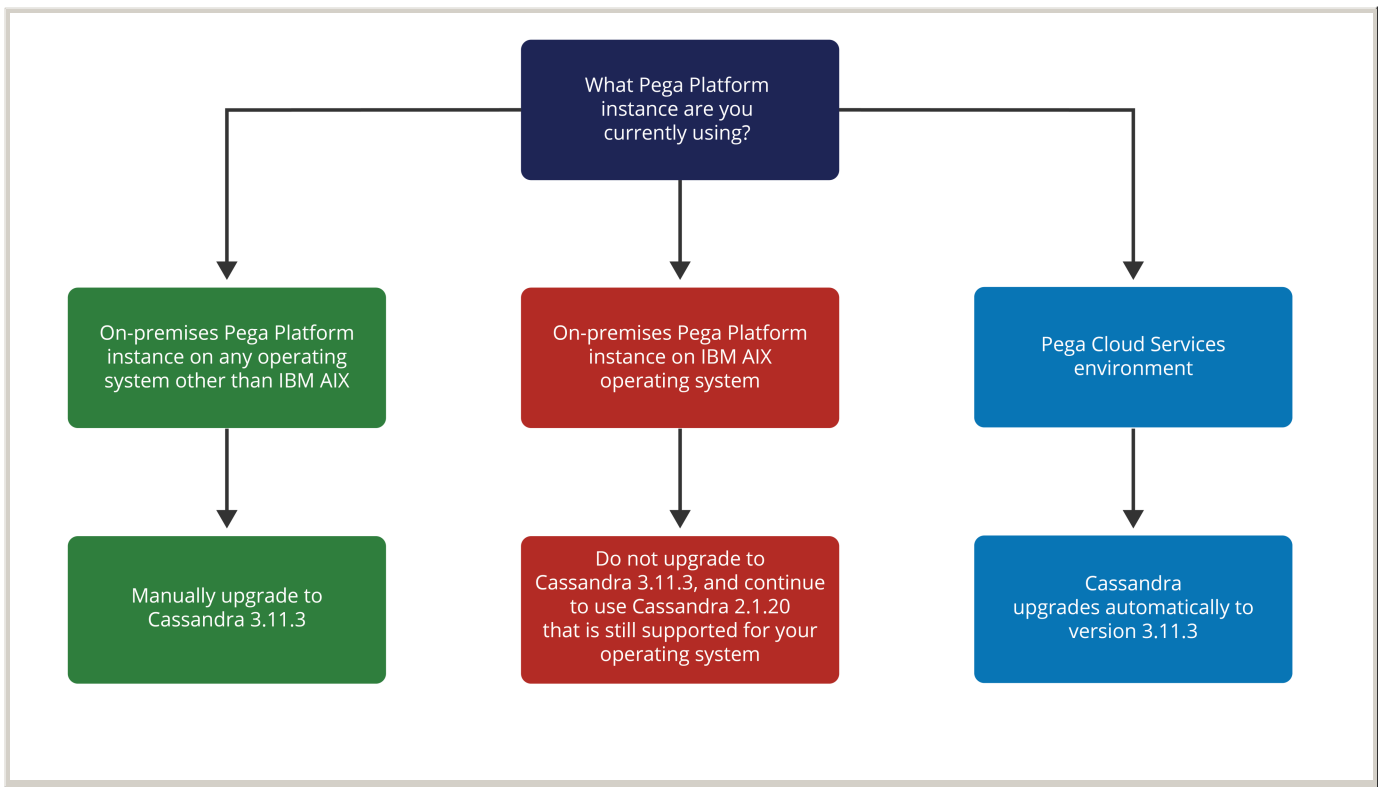 What Pega Platform
instance are you
currently using?
On-premises Pega Platform
instance on any operating
system other than IBM AIX
On-premises Pega Platform
instance on IBM AIX
operating system
Pega Cloud Services
environment
Manually upgrade to
Cassandra 3.11.3
Do not upgrade to
Cassandra 3.11.3, and continue
to use Cassandra 2.1.20
that is still supported for your
operating system
Cassandra
upgrades automatically to
version 3.11.3